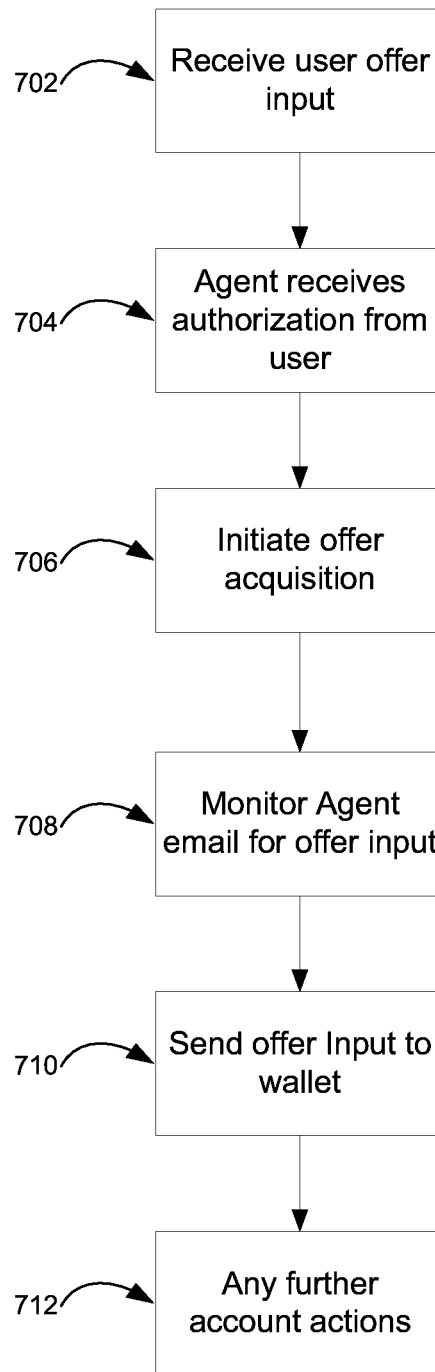 702
Receive user offer
input
704
Agent receives
authorization from
user
706
Initiate offer
acquisition
708
Monitor Agent
email for offer input
710
Send offer Input to
wallet
712
Any further
account actions